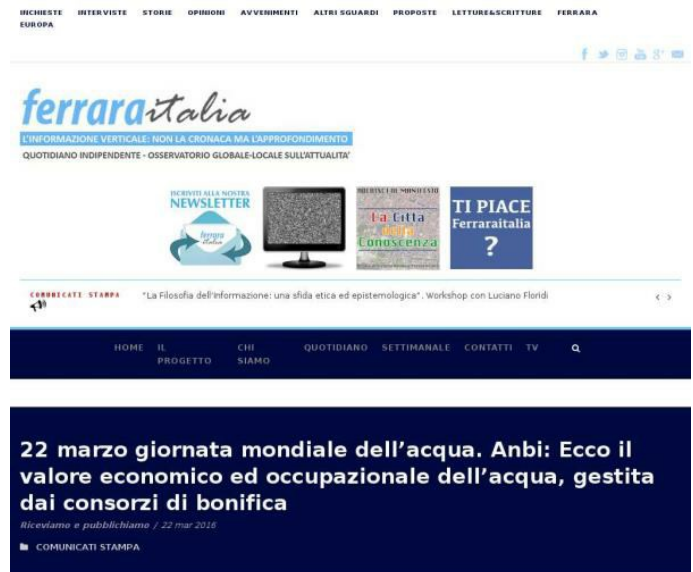 INCHIESTE INTERVISTE STORIE OPINIONI AVVENIMENTI ALTRI SGUARDI PROPOSTE LETTURE&SCRITTURE FERRARA
EUROPA
ferraraitalia
L'INFORMAZIONE VERTICALE: NON LA CRONACA MA L'APPROFONDIMENTO
QUOTIDIANO INDIPENDENTE - OSSERVATORIO GLOBALE-LOCALE SULL'ATTUALITA'
ISCRIVITI ALLA NOSTRA
NEWSLETTER
ferrara
italia
La Citta
della
Conoscenza
TI PIACE
Ferraraitalia
?
COMUNICATI STAMPA "La Filosofia dell'Informazione: una sfida etica ed epistemologica". Workshop con Luciano Floridi
HOME IL PROGETTO CHI SIAMO QUOTIDIANO SETTIMANALE CONTATTI TV
22 marzo giornata mondiale dell'acqua. Anbi: Ecco il
valore economico ed occupazionale dell'acqua, gestita
dai consorzi di bonifica
Riceviamo e pubblichiamo / 22 mar 2016
COMUNICATI STAMPA